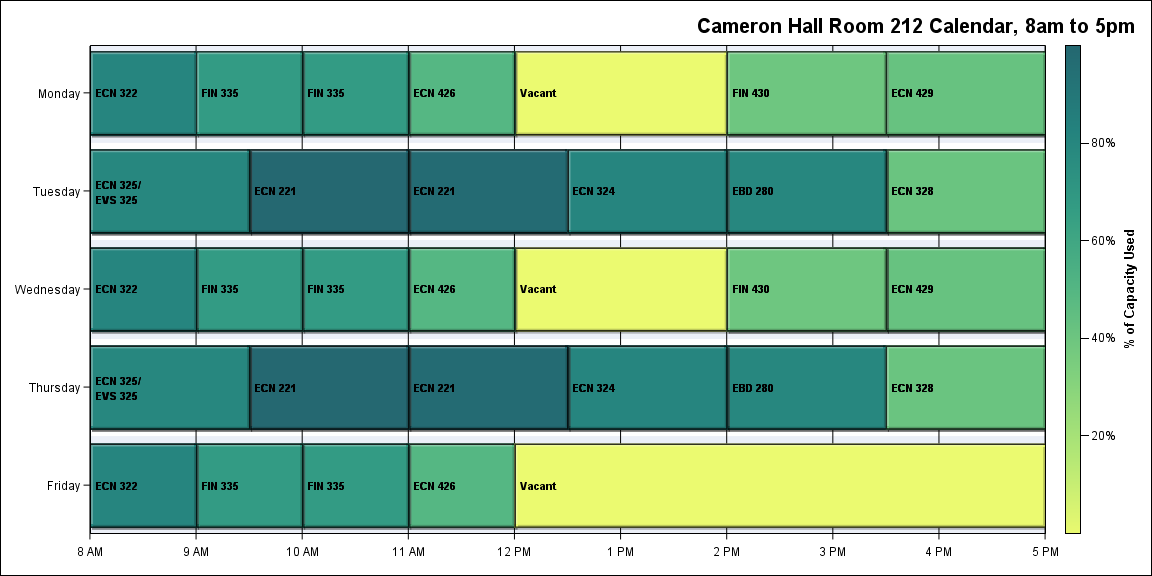 Cameron Hall Room 212 Calendar, 8am to 5pm
Monday
ECN 322
FIN 335
FIN 335
ECN 426
Vacant
FIN 430
ECN 429
Tuesday
ECN 325/
EVS 325
ECN 221
ECN 221
ECN 324
EBD 280
ECN 328
Wednesday
ECN 322
FIN 335
FIN 335
ECN 426
Vacant
FIN 430
ECN 429
Thursday
ECN 325/
EVS 325
ECN 221
ECN 221
ECN 324
EBD 280
ECN 328
Friday
ECN 322
FIN 335
FIN 335
ECN 426
Vacant
8 AM
9 AM
10 AM
11 AM
12 PM
1 PM
2 PM
3 PM
4 PM
5 PM
80%
60%
40%
20%
% of Capacity Used